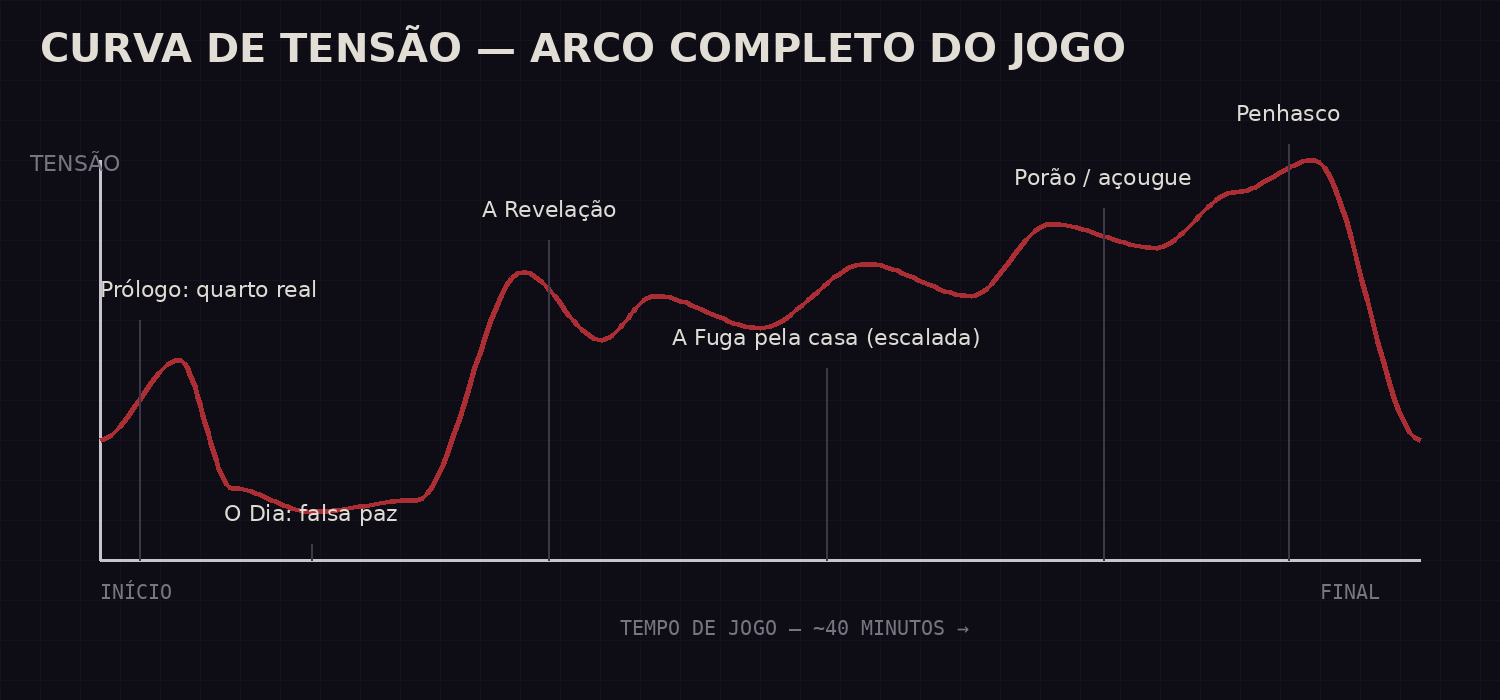 CURVA DE TENSÃO — ARCO COMPLETO DO JOGO
Penhasco
TENSÃO
Porão / açougue
A Revelação
Prólogo: quarto real
A Fuga pela casa (escalada)
O Dia: falsa paz
INÍCIO
FINAL
TEMPO DE JOGO — ~40 MINUTOS →